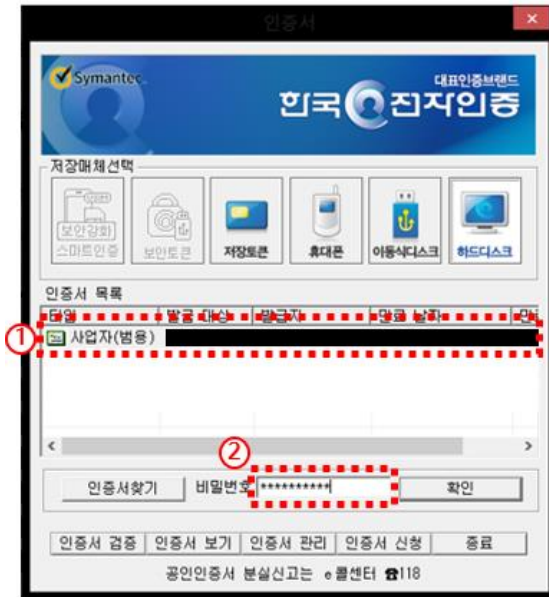 인증서
Symantec.
대표인증브랜드
한국전자인증
저장매체선택
보안강화
스마트인증 보안토큰 저장토큰 휴대폰 이동식디스크 하드디스크
인증서 목록
타입 발급 대상 발급자 만료 날짜
① 사업자(범용)
②
인증서찾기 비밀번호 ********** 확인
인증서 검증 인증서 보기 인증서 관리 인증서 신청 종료
공인인증서 분실신고는 e콜센터 ☎118